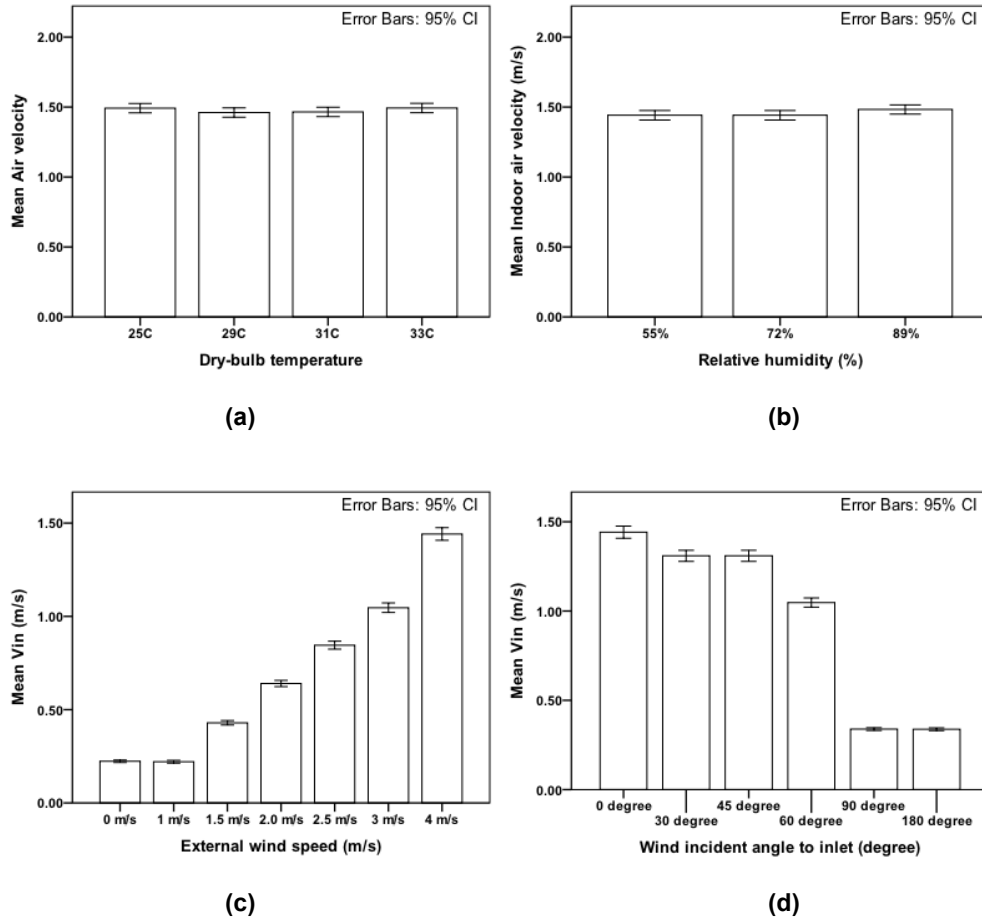 Error Bars: 95% CI
2.00
1.50
1.00
0.50
0.00
Mean Air velocity
25C 29C 31C 33C
Dry-bulb temperature
(a)
Error Bars: 95% CI
2.00
1.50
1.00
0.50
0.00
Mean Indoor air velocity (m/s)
55% 72% 89%
Relative humidity (%)
(b)
Error Bars: 95% CI
1.50
1.00
0.50
0.00
Mean Vin (m/s)
0 m/s 1 m/s 1.5 m/s 2.0 m/s 2.5 m/s 3 m/s 4 m/s
External wind speed (m/s)
(c)
Error Bars: 95% CI
1.50
1.00
0.50
0.00
Mean Vin (m/s)
0 degree 45 degree 90 degree
30 degree 60 degree 180 degree
Wind incident angle to inlet (degree)
(d)